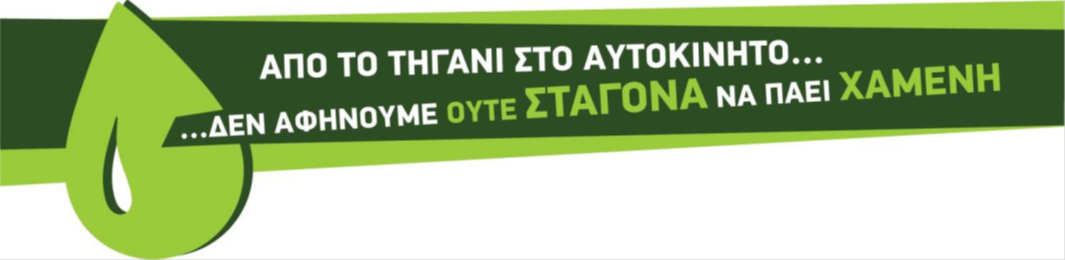 ΑΠΟ ΤΟ ΤΗΓΑΝΙ ΣΤΟ ΑΥΤΟΚΙΝΗΤΟ...
...ΔΕΝ ΑΦΗΝΟΥΜΕ ΟΥΤΕ ΣΤΑΓΟΝΑ ΝΑ ΠΑΕΙ ΧΑΜΕΝΗ